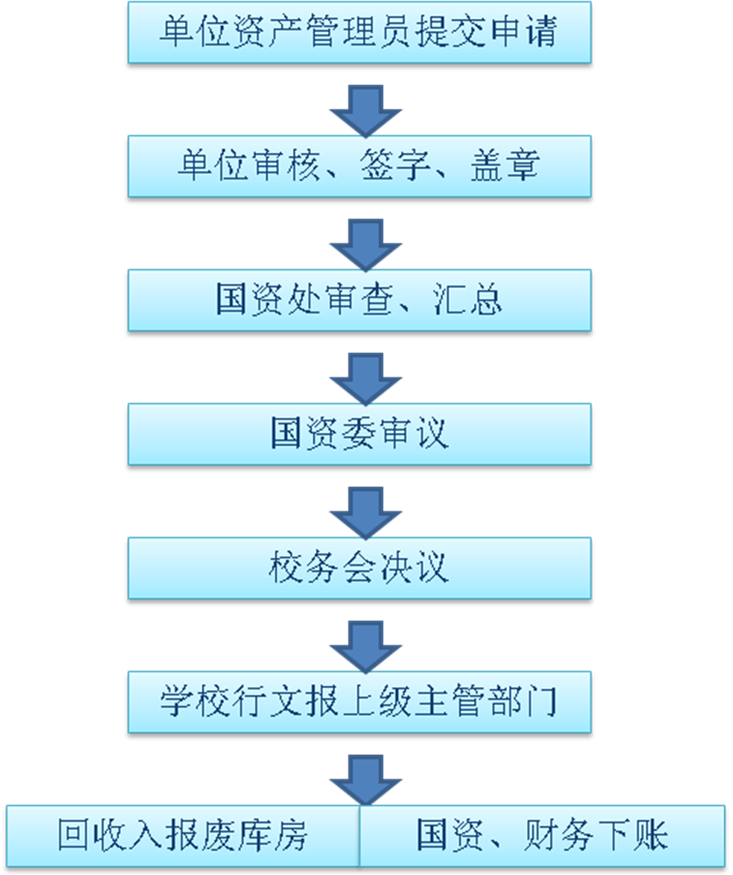 单位资产管理员提交申请
单位审核、签字、盖章
国资处审查、汇总
国资委审议
校务会决议
学校行文报上级主管部门
回收入报废库房
国资、财务下账